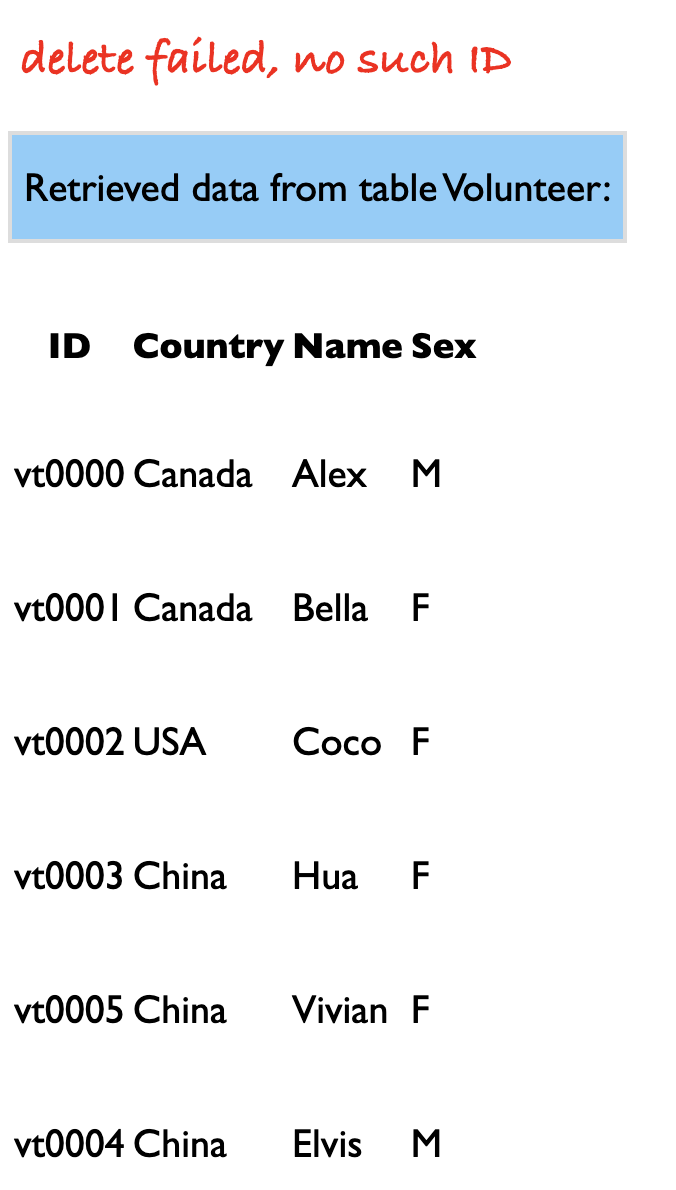 delete failed, no such ID
Retrieved data from table Volunteer:
ID Country Name Sex
vt0000 Canada Alex M
vt0001 Canada Bella F
vt0002 USA Coco F
vt0003 China Hua F
vt0005 China Vivian F
vt0004 China Elvis M